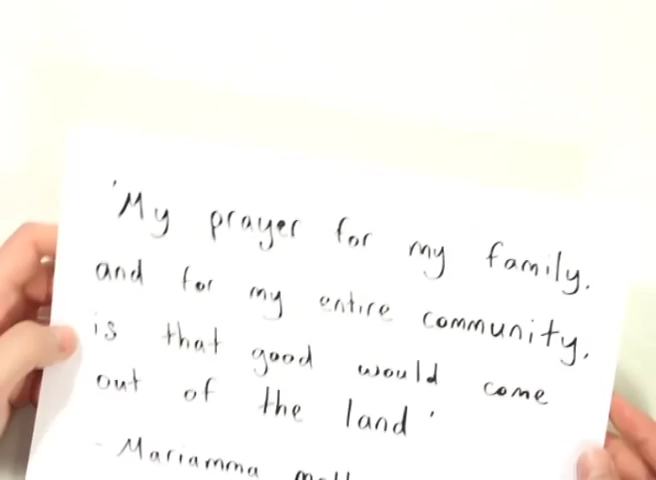 'My prayer for my family.
and for my entire community,
is that good would come
out of the land'
- Mariamma